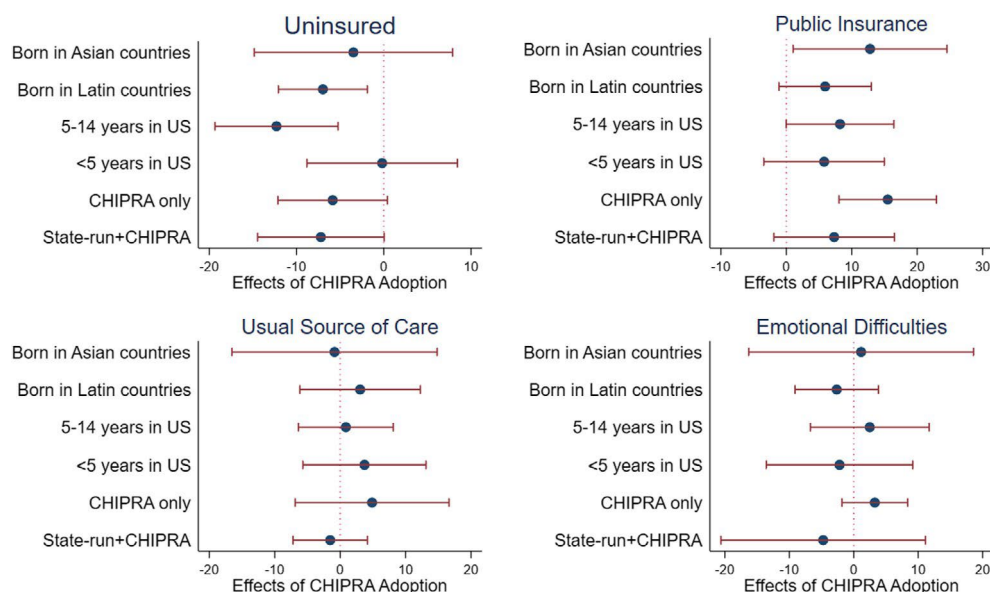 Uninsured
Born in Asian countries
Born in Latin countries
5-14 years in US
<5 years in US
CHIPRA only
State-run+CHIPRA
-20 -10 0 10
Effects of CHIPRA Adoption
Public Insurance
Born in Asian countries
Born in Latin countries
5-14 years in US
<5 years in US
CHIPRA only
State-run+CHIPRA
-10 0 10 20 30
Effects of CHIPRA Adoption
Usual Source of Care
Born in Asian countries
Born in Latin countries
5-14 years in US
<5 years in US
CHIPRA only
State-run+CHIPRA
-20 -10 0 10 20
Effects of CHIPRA Adoption
Emotional Difficulties
Born in Asian countries
Born in Latin countries
5-14 years in US
<5 years in US
CHIPRA only
State-run+CHIPRA
-20 -10 0 10 20
Effects of CHIPRA Adoption